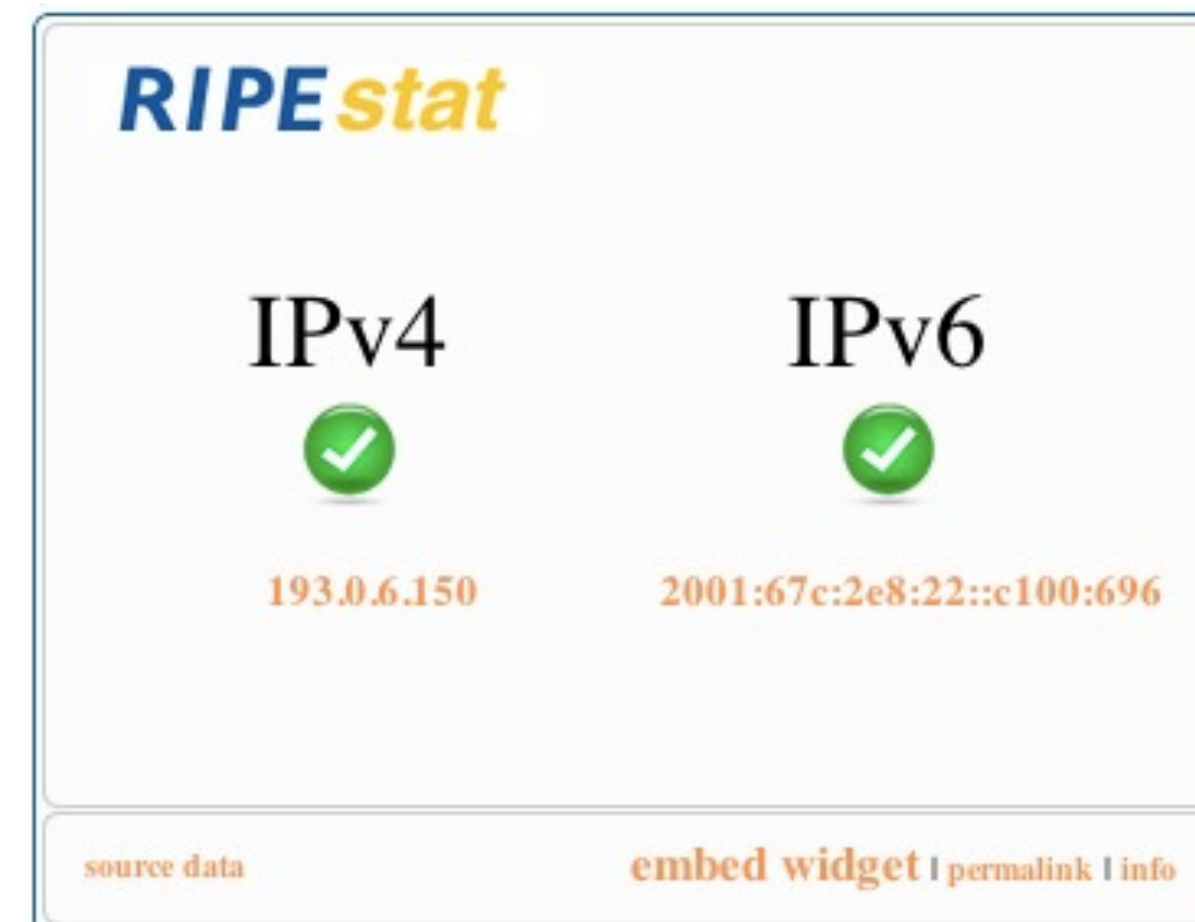 RIPEstat
IPv4 IPv6
193.0.6.150 2001:67c:2e8:22::c100:696
source data embed widget | permalink | info